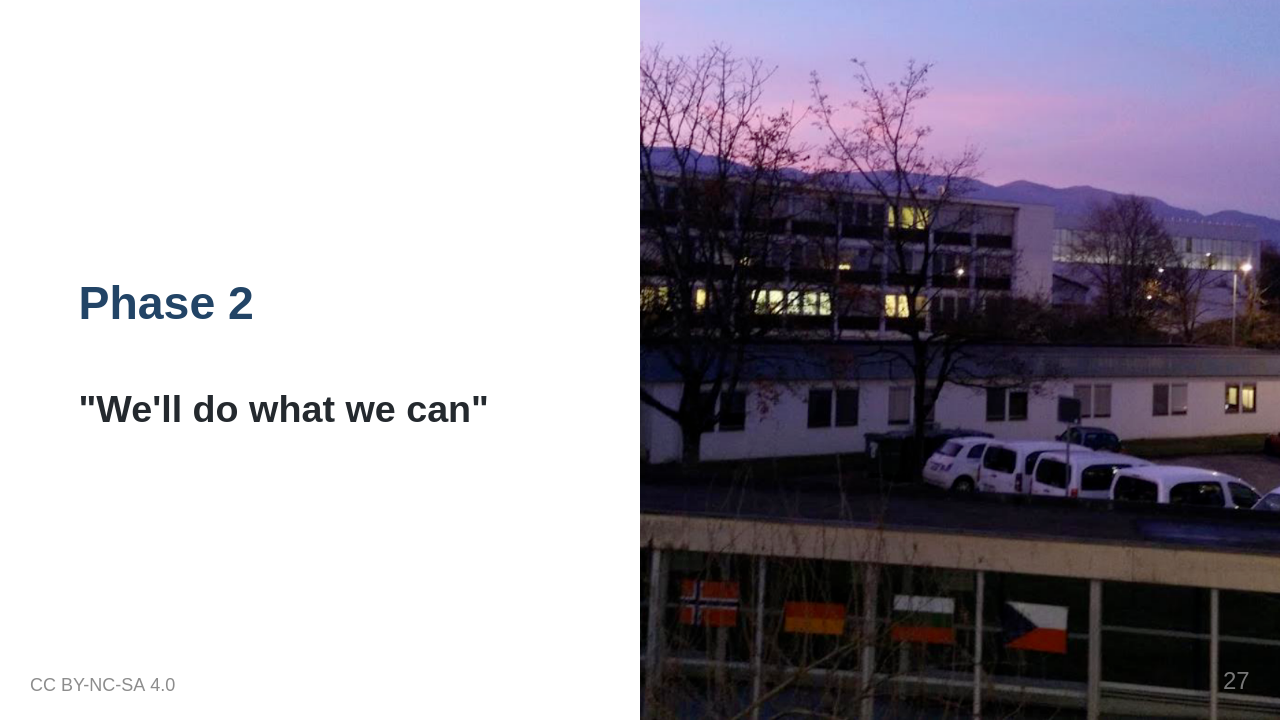 Phase 2
"We'll do what we can"
CC BY-NC-SA 4.0
27